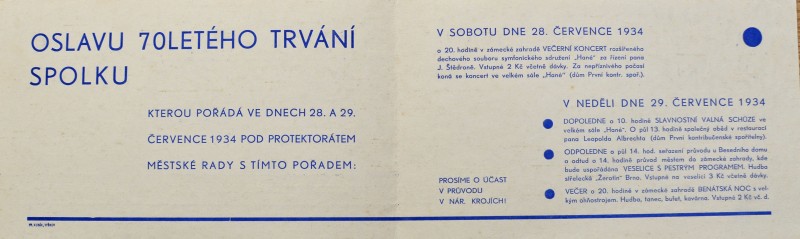 OSLAVU 70LETÉHO TRVÁNÍ
SPOLKU
KTEROU POŘÁDÁ VE DNECH 28. A 29.
ČERVENCE 1934 POD PROTEKTORÁTEM
MĚSTSKÉ RADY S TÍMTO POŘADEM:
PROSÍME O ÚČAST
V PRŮVODU
V NÁR. KROJÍCH!
V SOBOTU DNE 28. ČERVENCE 1934
o 20. hodině v zámecké zahradě VEČERNÍ KONCERT rozšířeného
dechového souboru symfonického sdružení „Haná" za řízení pana
J. Štědroně. Vstupné 2 Kč včetně dávky. Za nepříznivého počasí
koná se koncert ve velkém sále „Hané" (dům První kontr. spoř.).
V NEDĚLI DNE 29. ČERVENCE 1934
DOPOLEDNE o 10. hodině SLAVNOSTNÍ VALNÁ SCHŮZE ve
velkém sále „Hané". O půl 13. hodině společný oběd v restauraci
pana Leopolda Albrechta (dům První kontribučenské spořitelny).
ODPOLEDNE o půl 14. hod. seřazení průvodu u Besedního domu
a odtud o 14. hodině průvod městem do zámecké zahrady, kde
bude uspořádána VESELICE S PESTRÝM PROGRAMEM. Hudba
střelecká „Žerotín" Brno. Vstupné na veselici 3 Kč včetně dávky.
VEČER o 20. hodině v zámecké zahradě BENÁTSKÁ NOC s vel-
kým ohňostrojem. Hudba, tanec, bufet, kavárna. Vstupné 2 Kč vč. d.